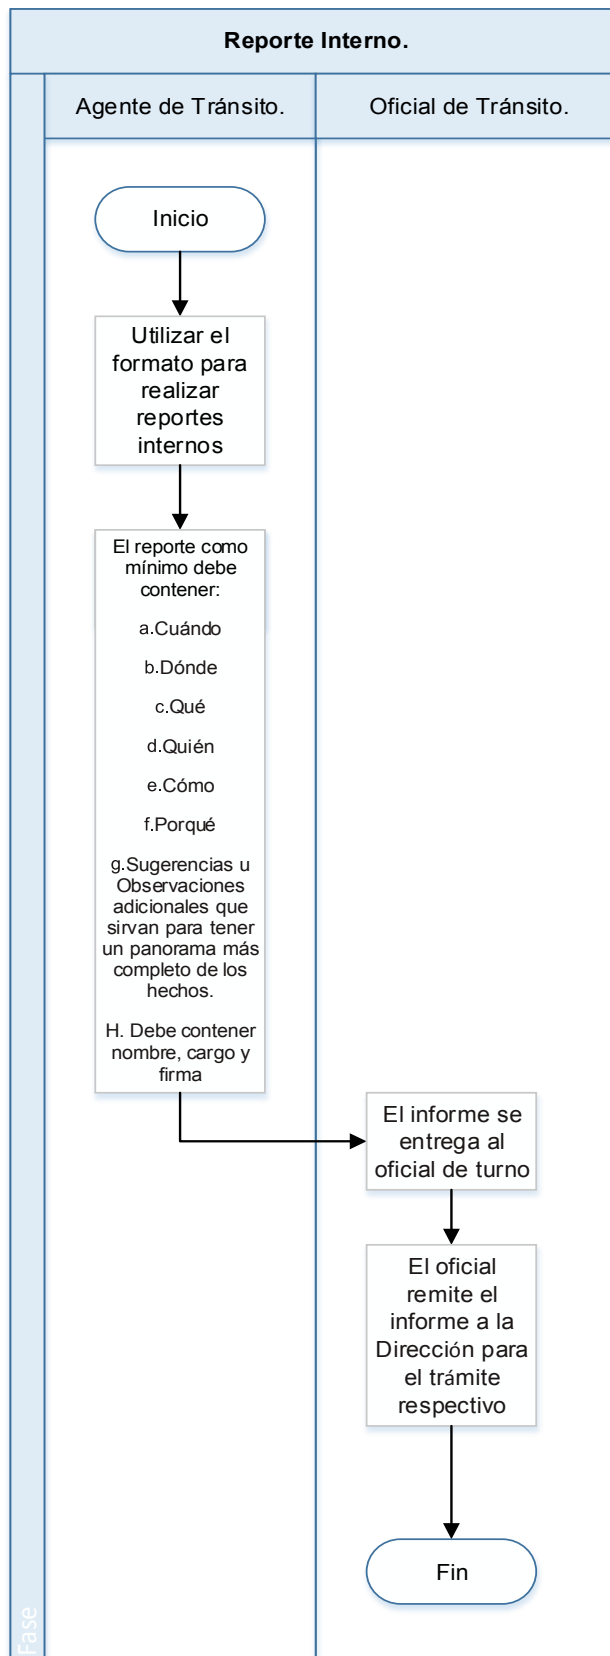 Reporte Interno.
Agente de Tránsito.
Oficial de Tránsito.
Inicio
Utilizar el
formato para
realizar
reportes
internos
El reporte como
mínimo debe
contener:
a.Cuándo
b.Dónde
c.Qué
d.Quién
e.Cómo
f.Porqué
g.Sugerencias u
Observaciones
adicionales que
sirvan para tener
un panorama más
completo de los
hechos.
H. Debe contener
nombre, cargo y
firma
El informe se
entrega al
oficial de turno
El oficial
remite el
informe a la
Dirección para
el trámite
respectivo
Fin
Fase